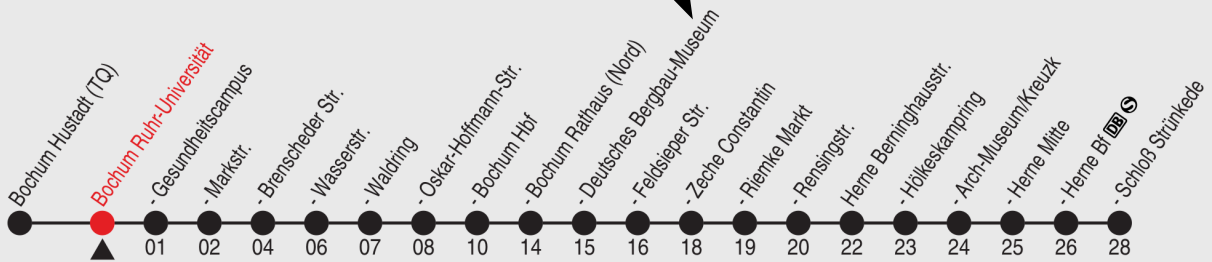 Bochum Hustadt (TQ)
Bochum Ruhr-Universität
- Gesundheitscampus
- Markstr.
- Brenscheder Str.
- Wasserstr.
- Waldring
- Oskar-Hoffmann-Str.
- Bochum Hbf
- Bochum Rathaus (Nord)
- Deutsches Bergbau-Museum
- Feldsieper Str.
- Zeche Constantin
- Riemke Markt
- Rensingstr.
Herne Berninghausstr.
- Hölkeskampring
- Arch-Museum/Kreuzk
- Herne Mitte
- Herne Bf DB S
- Schloß Strünkede
01 02 04 06 07 08 10 14 15 16 18 19 20 22 23 24 25 26 28